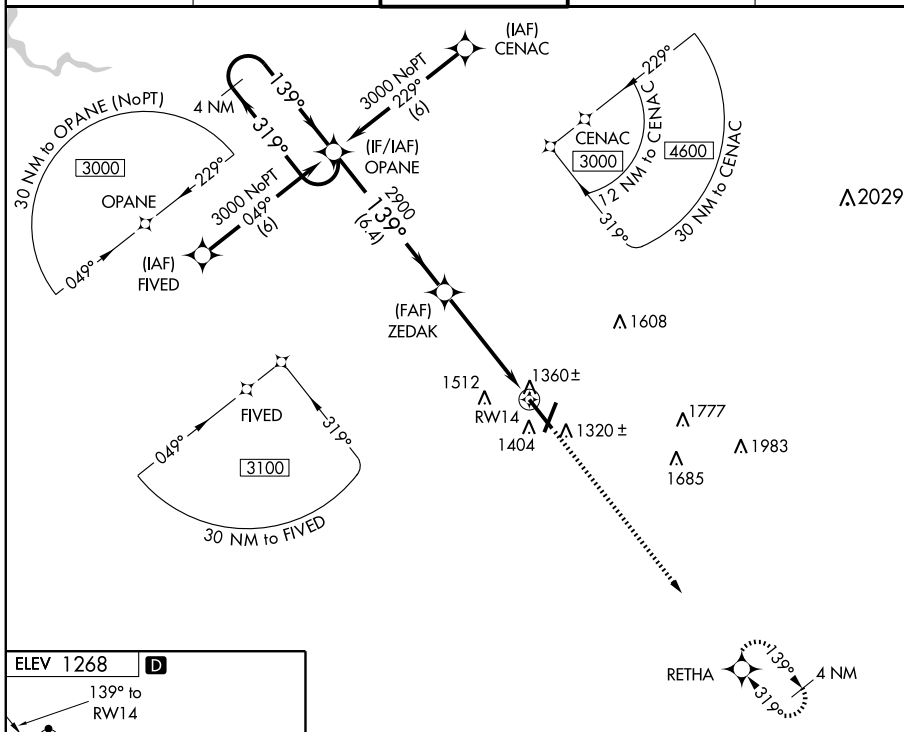 (IAF)
CENAC
3000 NoPT
229°
(6)
139°
4 NM
319°
(IF/IAF)
OPANE
30 NM to OPANE (NoPT)
3000
229°
OPANE
049°
3000 NoPT
049°
(6)
(IAF)
FIVED
229°
CENAC
3000
4600
12 NM to CENAC
30 NM to CENAC
319°
2029
2900
139°
(6.4)
(FAF)
ZEDAK
1608
1512
1360±
RW14
1404
1320 ±
1777
1983
1685
FIVED
049°
319°
3100
30 NM to FIVED
RETHA
139°
319°
4 NM
ELEV 1268 D
139° to
RW14